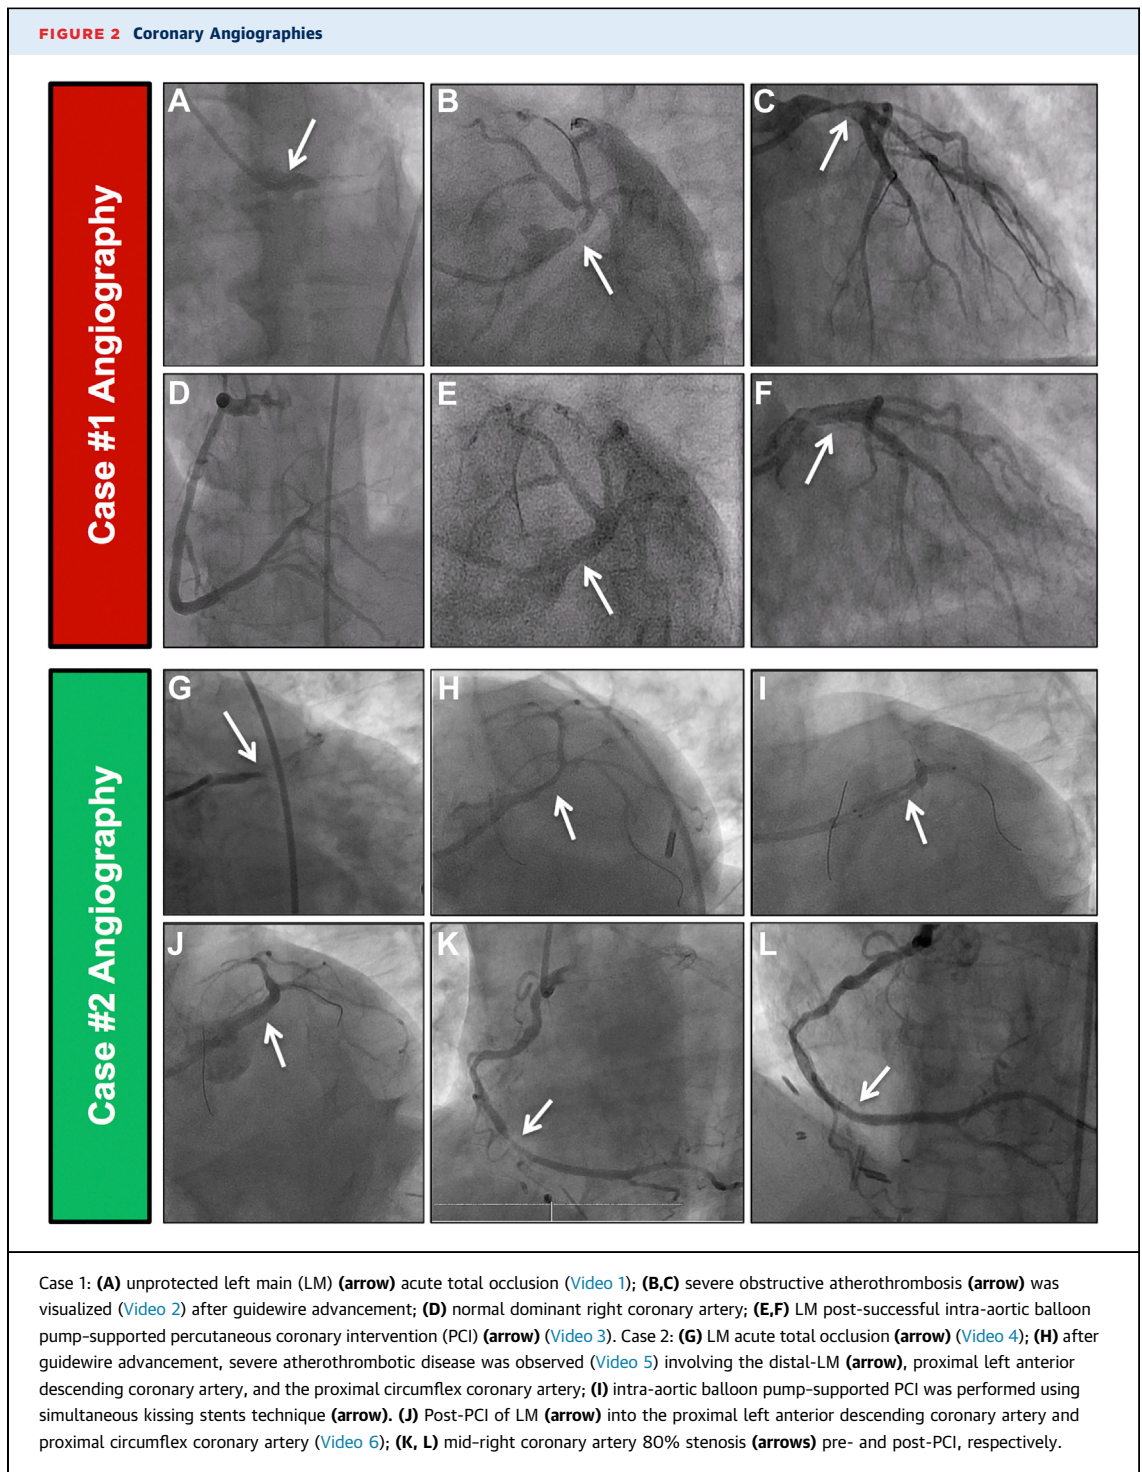 FIGURE 2 Coronary Angiographies
Case #1 Angiography
A
B
C
D
E
F
Case #2 Angiography
G
H
I
J
K
L
Case 1: (A) unprotected left main (LM) (arrow) acute total occlusion (Video 1); (B,C) severe obstructive atherothrombosis (arrow) was
visualized (Video 2) after guidewire advancement; (D) normal dominant right coronary artery; (E,F) LM post-successful intra-aortic balloon
pump-supported percutaneous coronary intervention (PCI) (arrow) (Video 3). Case 2: (G) LM acute total occlusion (arrow) (Video 4); (H) after
guidewire advancement, severe atherothrombotic disease was observed (Video 5) involving the distal-LM (arrow), proximal left anterior
descending coronary artery, and the proximal circumflex coronary artery; (I) intra-aortic balloon pump-supported PCI was performed using
simultaneous kissing stents technique (arrow). (J) Post-PCI of LM (arrow) into the proximal left anterior descending coronary artery and
proximal circumflex coronary artery (Video 6); (K, L) mid-right coronary artery 80% stenosis (arrows) pre- and post-PCI, respectively.